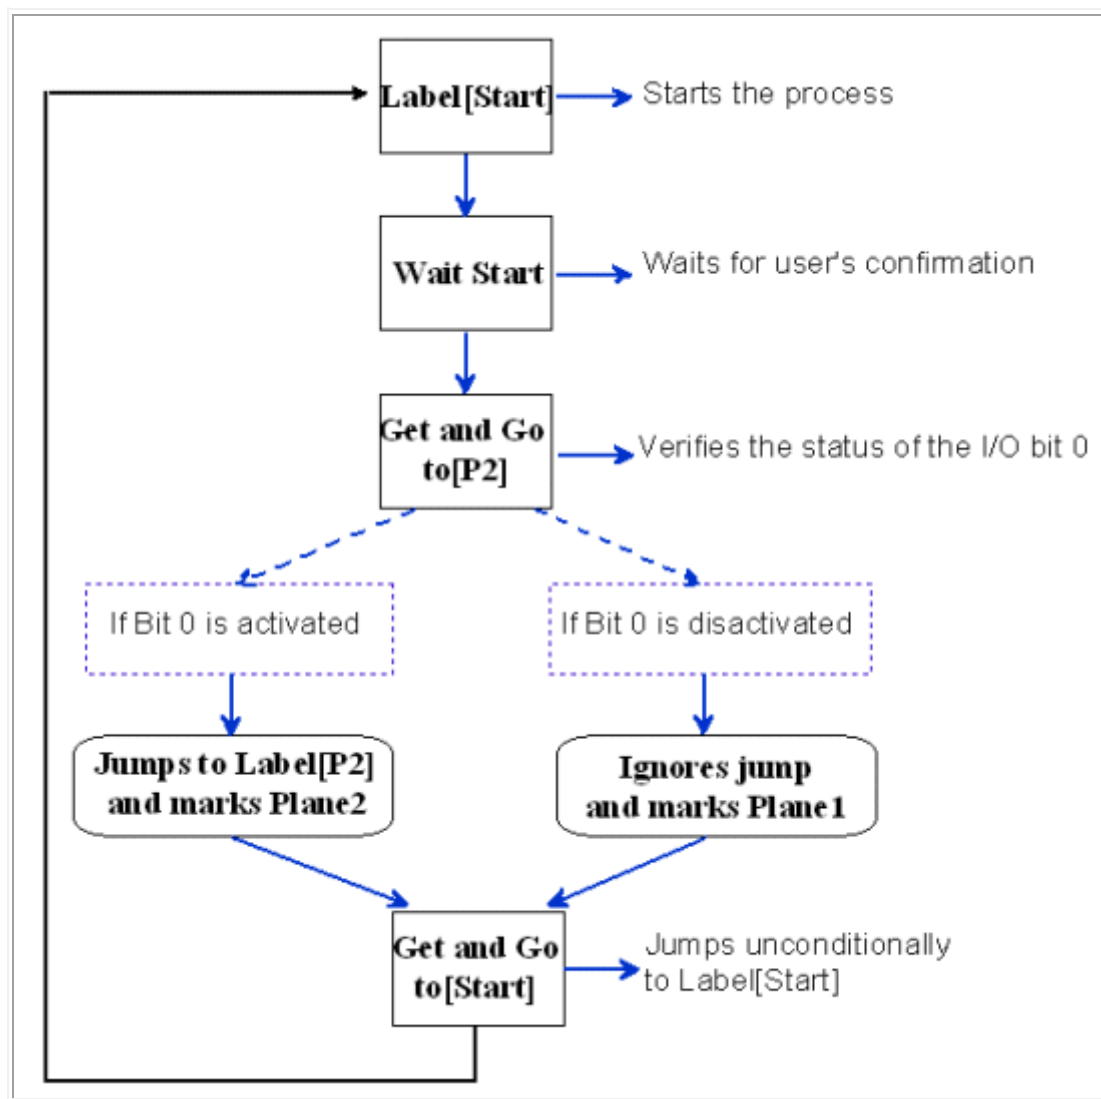 Label[Start]
Starts the process
Wait Start
Waits for user's confirmation
Get and Go
to[P2]
Verifies the status of the I/O bit 0
If Bit 0 is activated
If Bit 0 is disactivated
Jumps to Label[P2]
and marks Plane2
Ignores jump
and marks Plane1
Get and Go
to[Start]
Jumps unconditionally
to Label[Start]